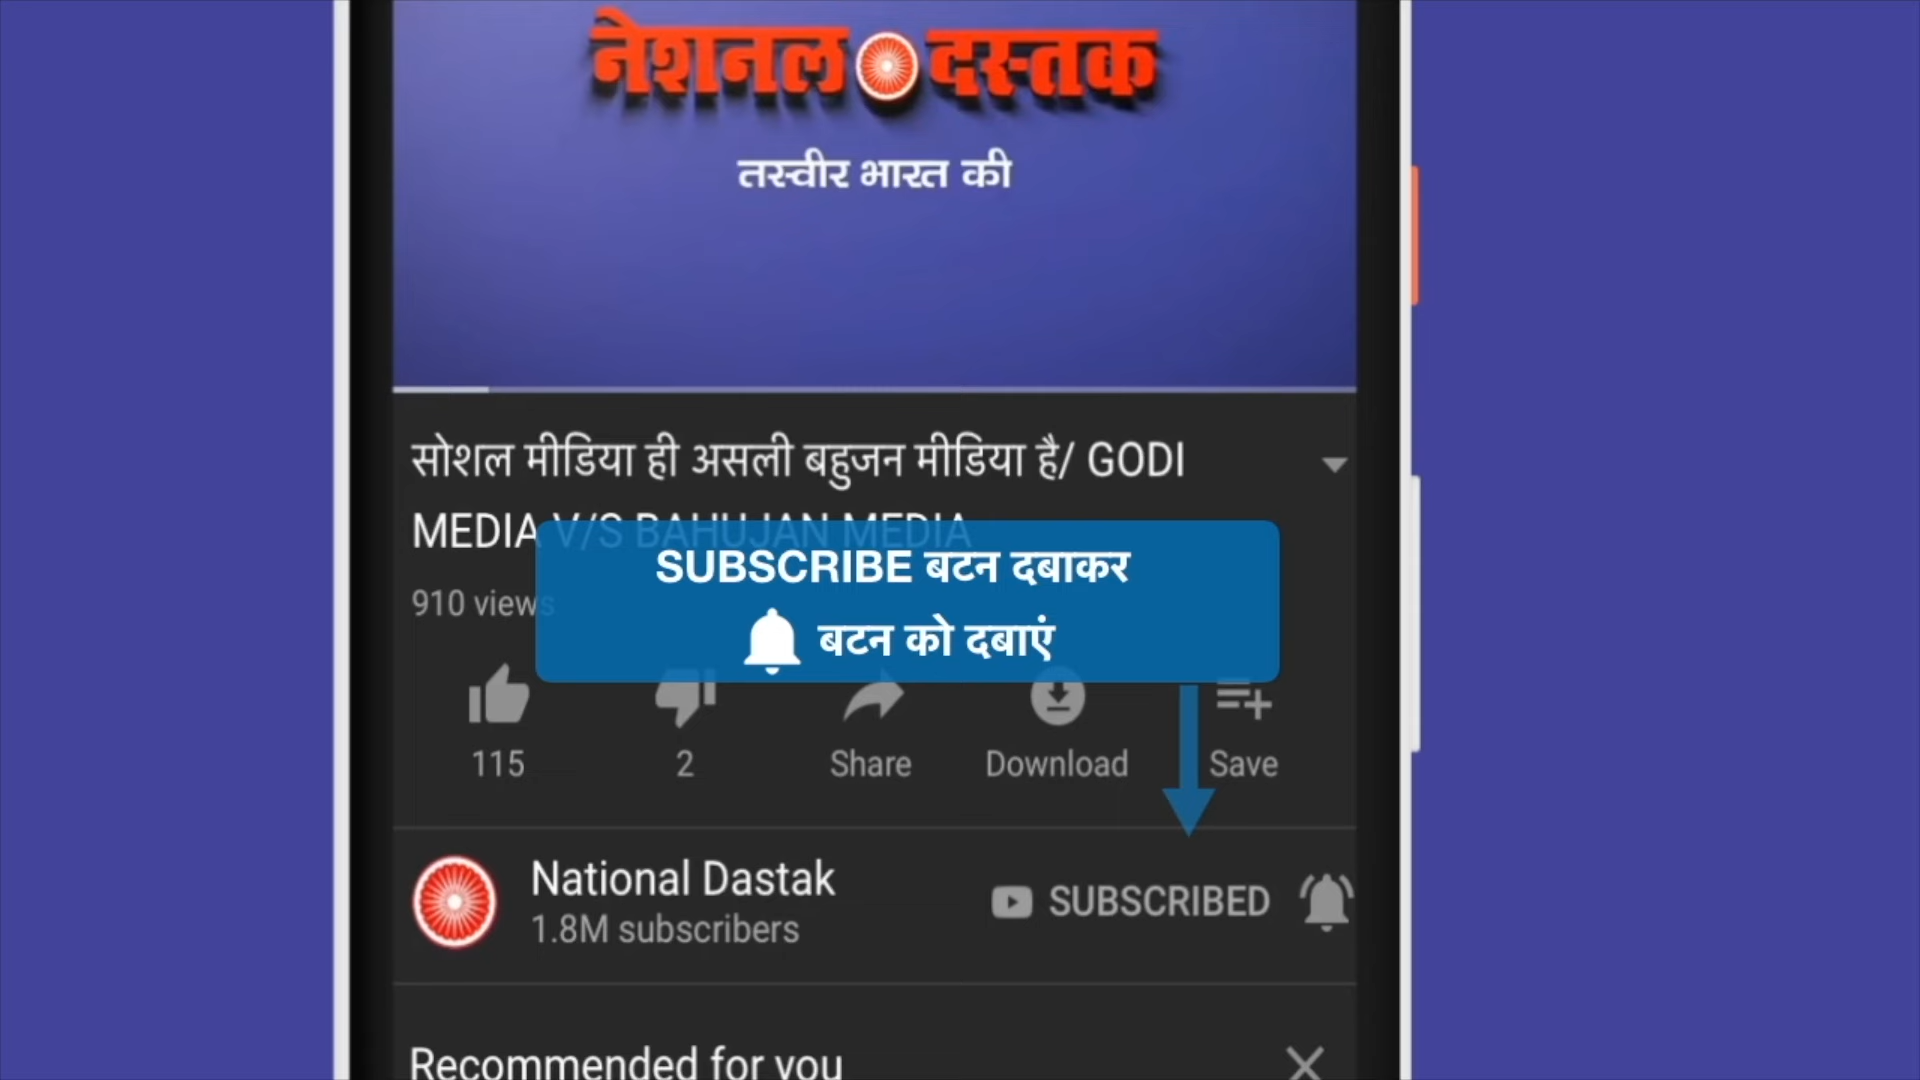 नेशनल दस्तक
तस्वीर भारत की
सोशल मीडिया ही असली बहुजन मीडिया है/ GODI
MEDIA V/S BAHUJAN MEDIA
910 views
SUBSCRIBE बटन दबाकर
बटन को दबाएं
115
2
Share
Download
Save
National Dastak
1.8M subscribers
SUBSCRIBED
Recommended for you